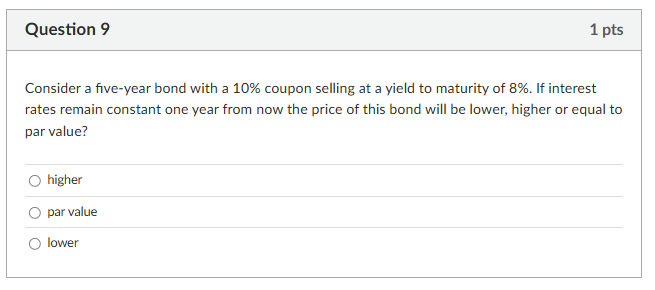 Question 9
1 pts
Consider a five-year bond with a 10% coupon selling at a yield to maturity of 8%. If interest
rates remain constant one year from now the price of this bond will be lower, higher or equal to
par value?
higher
par value
lower